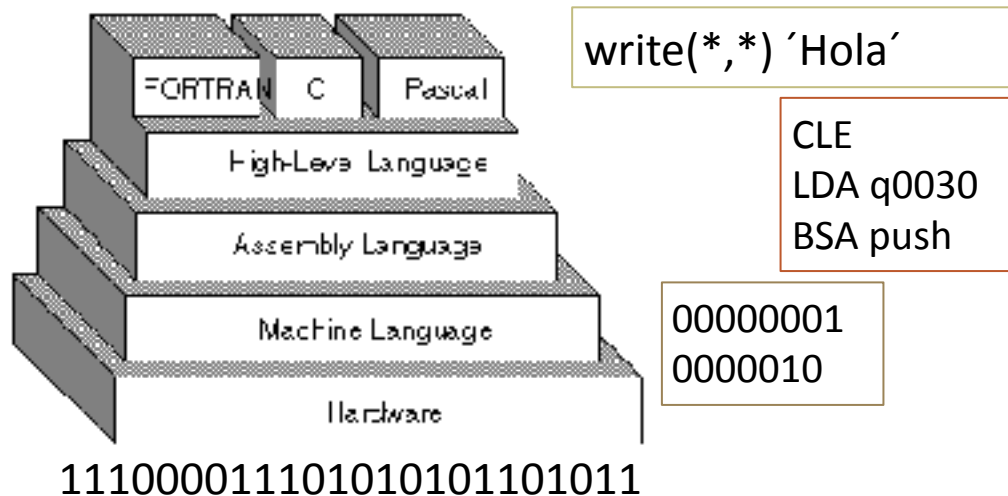 FORTRAN C Pascal
write(*,*) ´Hola´
High-Level Language
CLE
LDA q0030
BSA push
Assembly Language
Machine Language
00000001
0000010
Hardware
111000011101010101101011